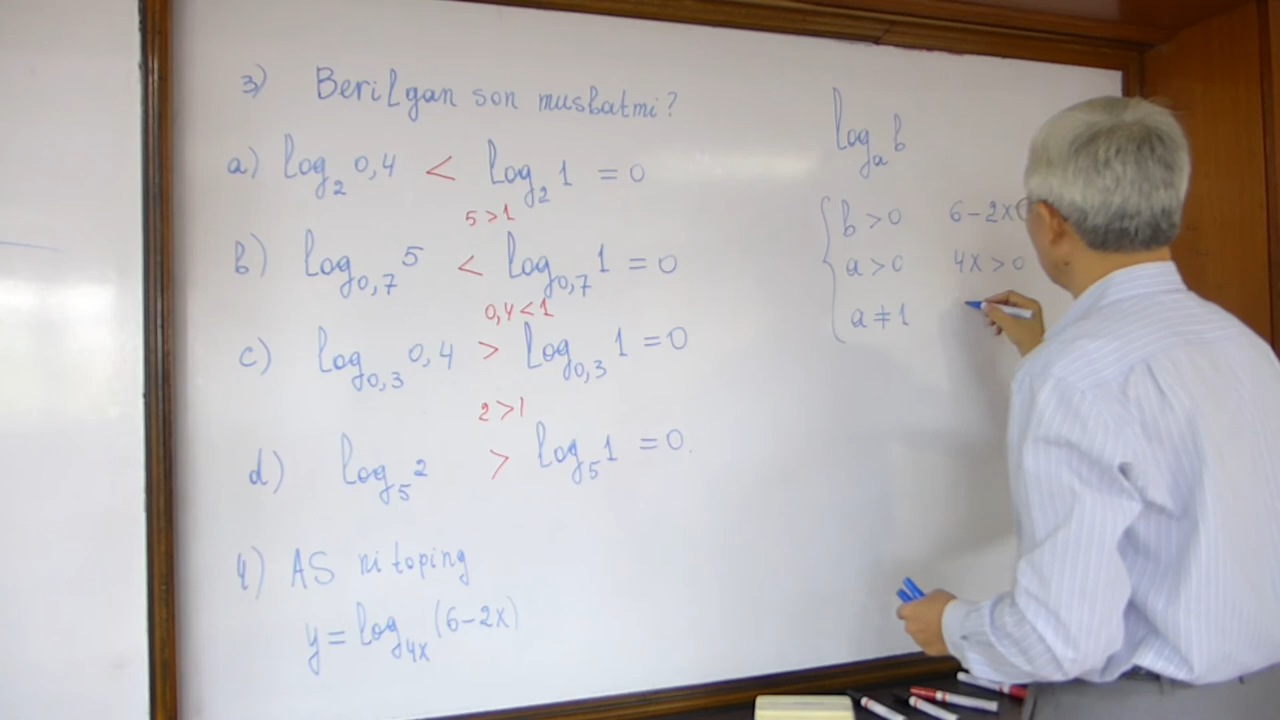 3) Berilgan son musbatmi?
a) log₂ 0,4 < log₂ 1 = 0
5 > 1
b) log₀,₇ 5 < log₀,₇ 1 = 0
0,4 < 1
c) log₀,₃ 0,4 > log₀,₃ 1 = 0
2 > 1
d) log₅ 2 > log₅ 1 = 0.
4) AS ni toping
y = log₄ₓ (6-2x)
logₐ b
b > 0 6-2x
a > 0 4x > 0
a ≠ 1